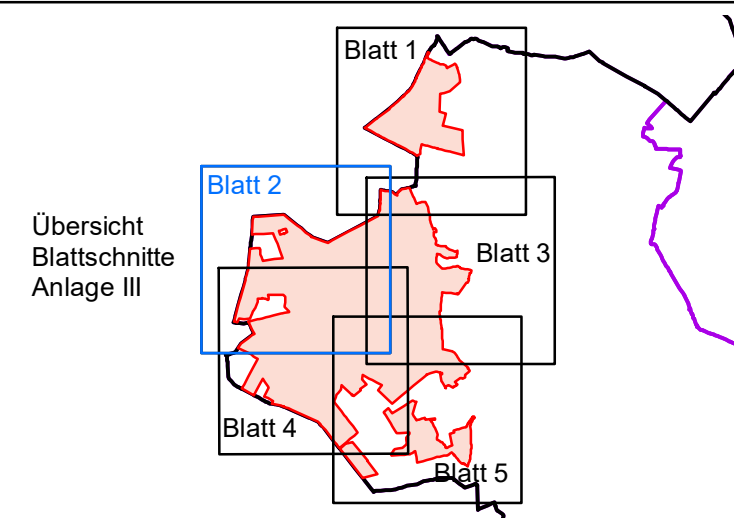 Blatt 1
Blatt 2
Übersicht
Blattschnitte
Anlage III
Blatt 3
Blatt 4
Blatt 5